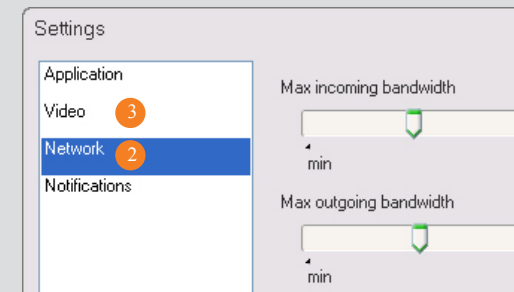 Settings
Application
Video 3
Network 2
Notifications
Max incoming bandwidth
min
Max outgoing bandwidth
min